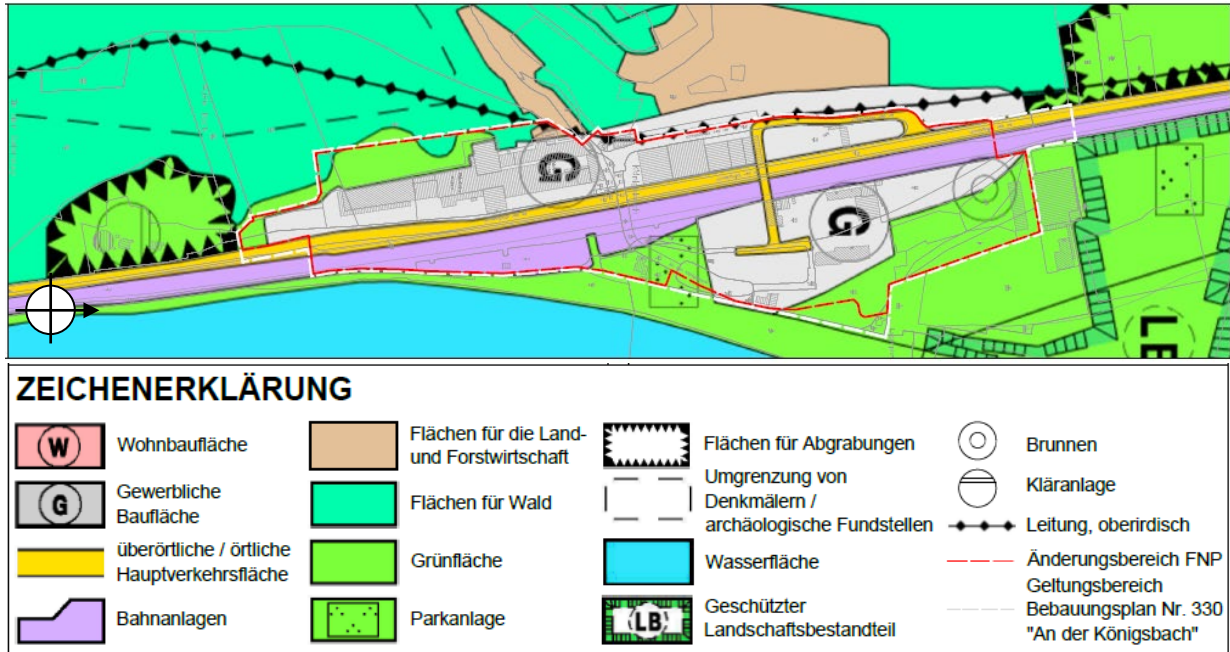 G
G
LB
ZEICHENERKLÄRUNG
W
Wohnbaufläche
G
Gewerbliche
Baufläche
überörtliche / örtliche
Hauptverkehrsfläche
Bahnanlagen
Flächen für die Land-
und Forstwirtschaft
Flächen für Wald
Grünfläche
Parkanlage
Flächen für Abgrabungen
Umgrenzung von
Denkmälern /
archäologische Fundstellen
Wasserfläche
LB
Geschützter
Landschaftsbestandteil
Brunnen
Kläranlage
Leitung, oberirdisch
Änderungsbereich FNP
Geltungsbereich
Bebauungsplan Nr. 330
"An der Königsbach"